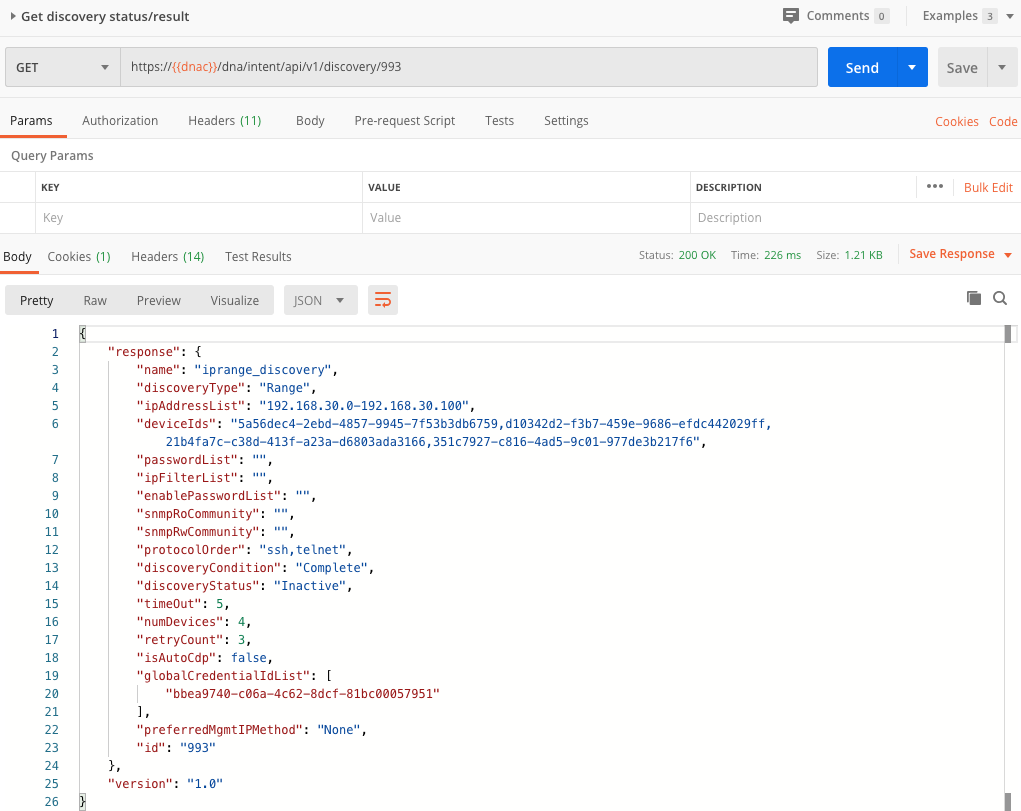 Get discovery status/result Comments 0 Examples 3
GET https://{{dnac}}/dna/intent/api/v1/discovery/993 Send Save
Params Authorization Headers (11) Body Pre-request Script Tests Settings Cookies Code
Query Params
KEY VALUE DESCRIPTION ••• Bulk Edit
Key Value Description
Body Cookies (1) Headers (14) Test Results Status: 200 OK Time: 226 ms Size: 1.21 KB Save Response
Pretty Raw Preview Visualize JSON
1 {
2 "response": {
3 "name": "iprange_discovery",
4 "discoveryType": "Range",
5 "ipAddressList": "192.168.30.0-192.168.30.100",
6 "deviceIds": "5a56dec4-2ebd-4857-9945-7f53b3db6759,d10342d2-f3b7-459e-9686-efdc442029ff,
21b4fa7c-c38d-413f-a23a-d6803ada3166,351c7927-c816-4ad5-9c01-977de3b217f6",
7 "passwordList": "",
8 "ipFilterList": "",
9 "enablePasswordList": "",
10 "snmpRoCommunity": "",
11 "snmpRwCommunity": "",
12 "protocolOrder": "ssh,telnet",
13 "discoveryCondition": "Complete",
14 "discoveryStatus": "Inactive",
15 "timeOut": 5,
16 "numDevices": 4,
17 "retryCount": 3,
18 "isAutoCdp": false,
19 "globalCredentialIdList": [
20 "bbea9740-c06a-4c62-8dcf-81bc00057951"
21 ],
22 "preferredMgmtIPMethod": "None",
23 "id": "993"
24 },
25 "version": "1.0"
26 }